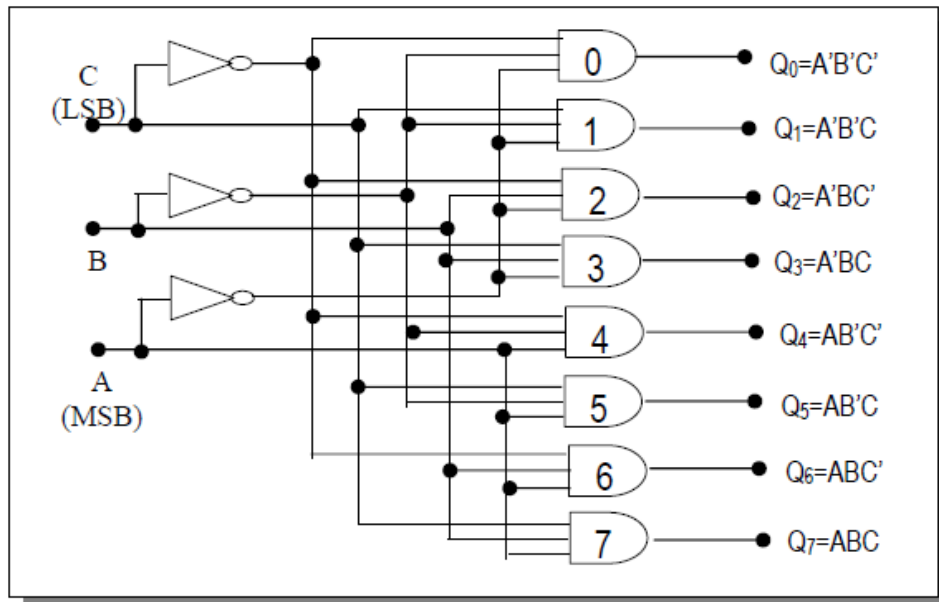 C
(LSB)
B
A
(MSB)
0
1
2
3
4
5
6
7
Q₀=A'B'C'
Q₁=A'B'C
Q₂=A'BC'
Q₃=A'BC
Q₄=AB'C'
Q₅=AB'C
Q₆=ABC'
Q₇=ABC